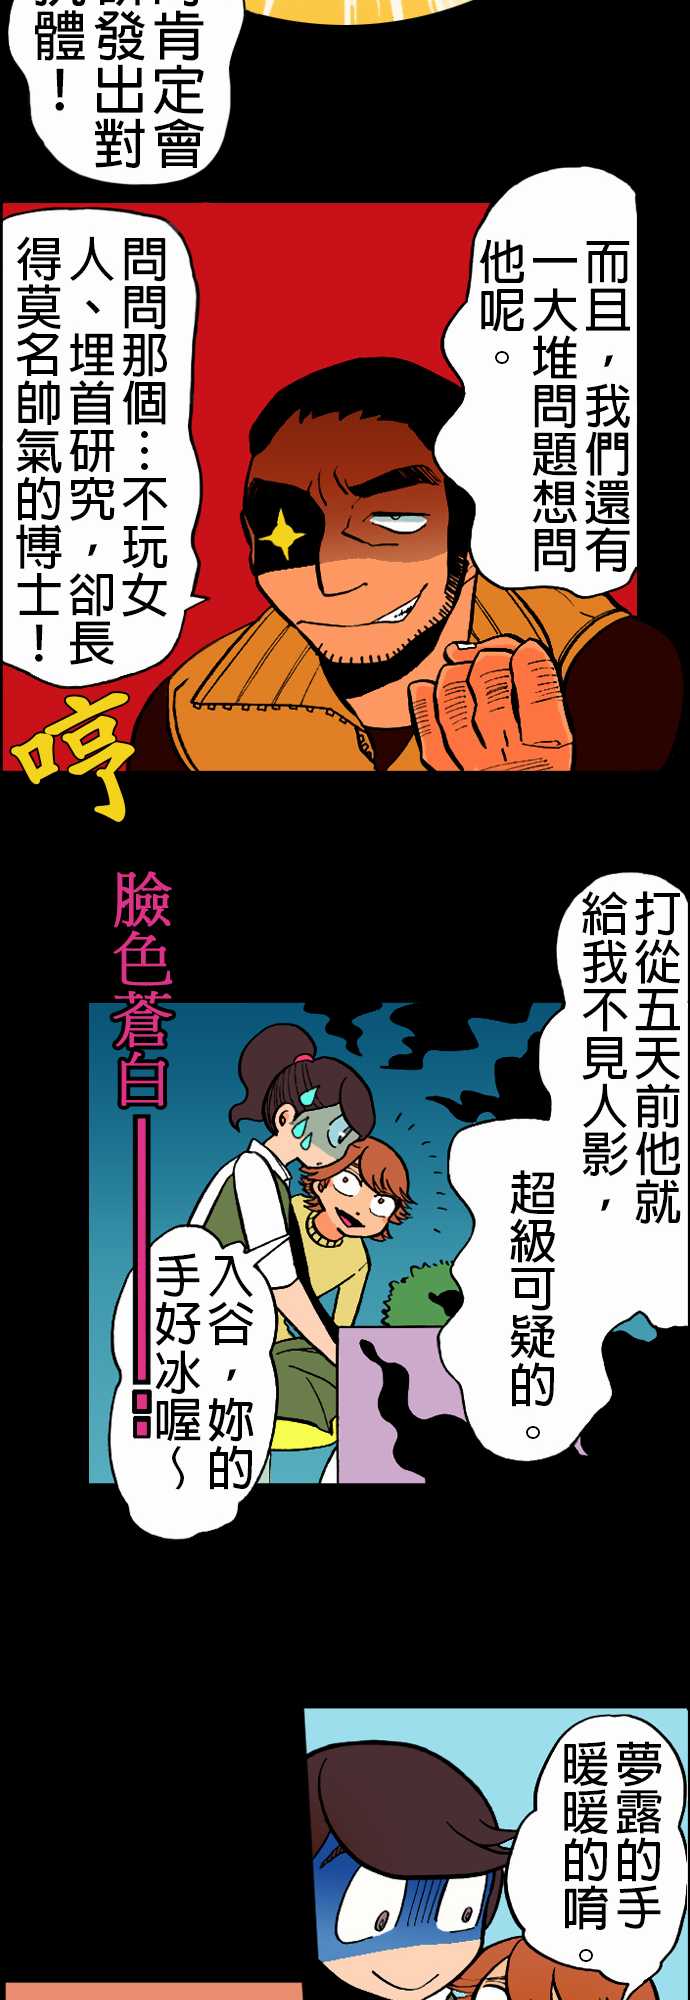 肯定會
發出對
體！
而且，我們還有
一大堆問題想問
他呢。
問問那個…不玩女
人、埋首研究，卻長
得莫名帥氣的博士！
哼
打從五天前他就
給我不見人影，
超級可疑的。
臉色蒼白
入谷，妳的
手好冰喔～
夢露的手
暖暖的唷。